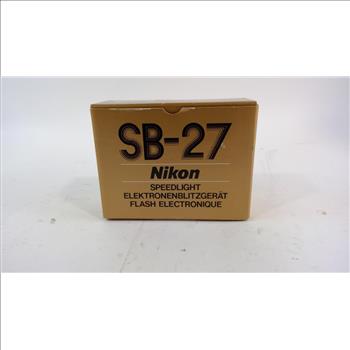 SB-27
Nikon
SPEEDLIGHT
ELEKTRONENBLITZGERÄT
FLASH ELECTRONIQUE